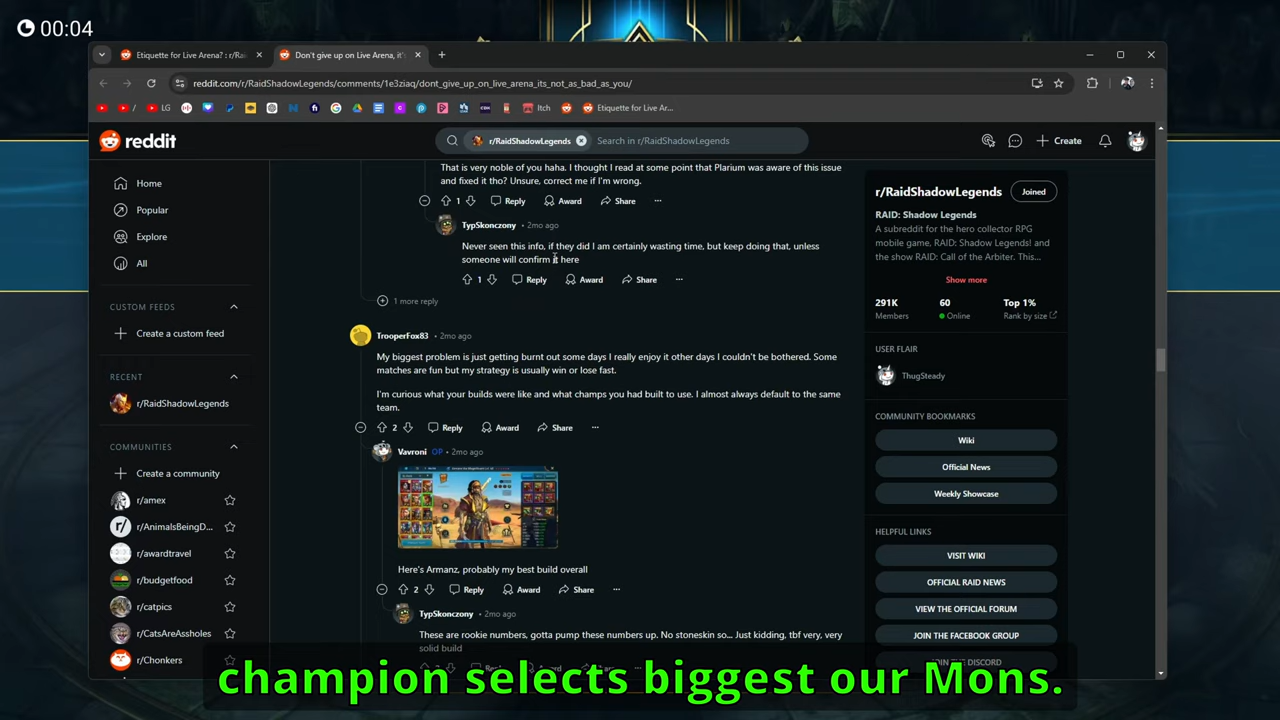 00:04
Etiquette for Live Arena? : r/Rai
Don't give up on Live Arena, it'
reddit.com/r/RaidShadowLegends/comments/1e3ziaq/dont_give_up_on_live_arena_its_not_as_bad_as_you/
/
LG
CDK
Itch
Etiquette for Live Ar...
reddit
r/RaidShadowLegends
Search in r/RaidShadowLegends
Create
Home
Popular
Explore
All
CUSTOM FEEDS
Create a custom feed
RECENT
r/RaidShadowLegends
COMMUNITIES
Create a community
r/amex
r/AnimalsBeingD...
r/awardtravel
r/budgetfood
r/catpics
r/CatsAreAssholes
r/Chonkers
That is very noble of you haha. I thought I read at some point that Plarium was aware of this issue
and fixed it tho? Unsure, correct me if I'm wrong.
1 Reply Award Share
TypSkonczony • 2mo ago
Never seen this info, if they did I am certainly wasting time, but keep doing that, unless
someone will confirm it here
1 Reply Award Share
1 more reply
TrooperFox83 • 2mo ago
My biggest problem is just getting burnt out some days I really enjoy it other days I couldn't be bothered. Some
matches are fun but my strategy is usually win or lose fast.
I'm curious what your builds were like and what champs you had built to use. I almost always default to the same
team.
2 Reply Award Share
Vavroni OP • 2mo ago
Here's Armanz, probably my best build overall
2 Reply Award Share
TypSkonczony • 2mo ago
These are rookie numbers, gotta pump these numbers up. No stoneskin so... Just kidding, tbf very, very
solid build
r/RaidShadowLegends
Joined
RAID: Shadow Legends
A subreddit for the hero collector RPG
mobile game, RAID: Shadow Legends! and
the show RAID: Call of the Arbiter. This...
Show more
291K 60 Top 1%
Members Online Rank by size
USER FLAIR
ThugSteady
COMMUNITY BOOKMARKS
Wiki
Official News
Weekly Showcase
HELPFUL LINKS
VISIT WIKI
OFFICIAL RAID NEWS
VIEW THE OFFICIAL FORUM
JOIN THE FACEBOOK GROUP
JOIN THE DISCORD
champion selects biggest our Mons.